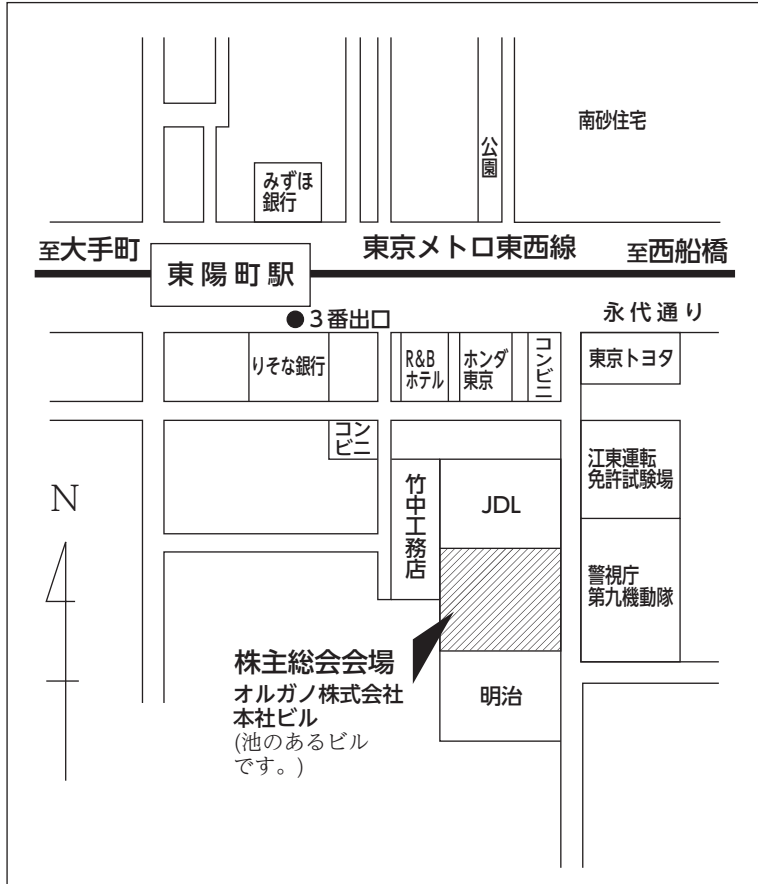 南砂住宅
公園
みずほ
銀行
至大手町
東京メトロ東西線
至西船橋
東陽町駅
永代通り
●3番出口
りそな銀行
R&B
ホテル
ホンダ
東京
コンビニ
東京トヨタ
コン
ビニ
江東運転
免許試験場
竹中工務店
JDL
N
警視庁
第九機動隊
株主総会会場
オルガノ株式会社
本社ビル
(池のあるビル
です。)
明治